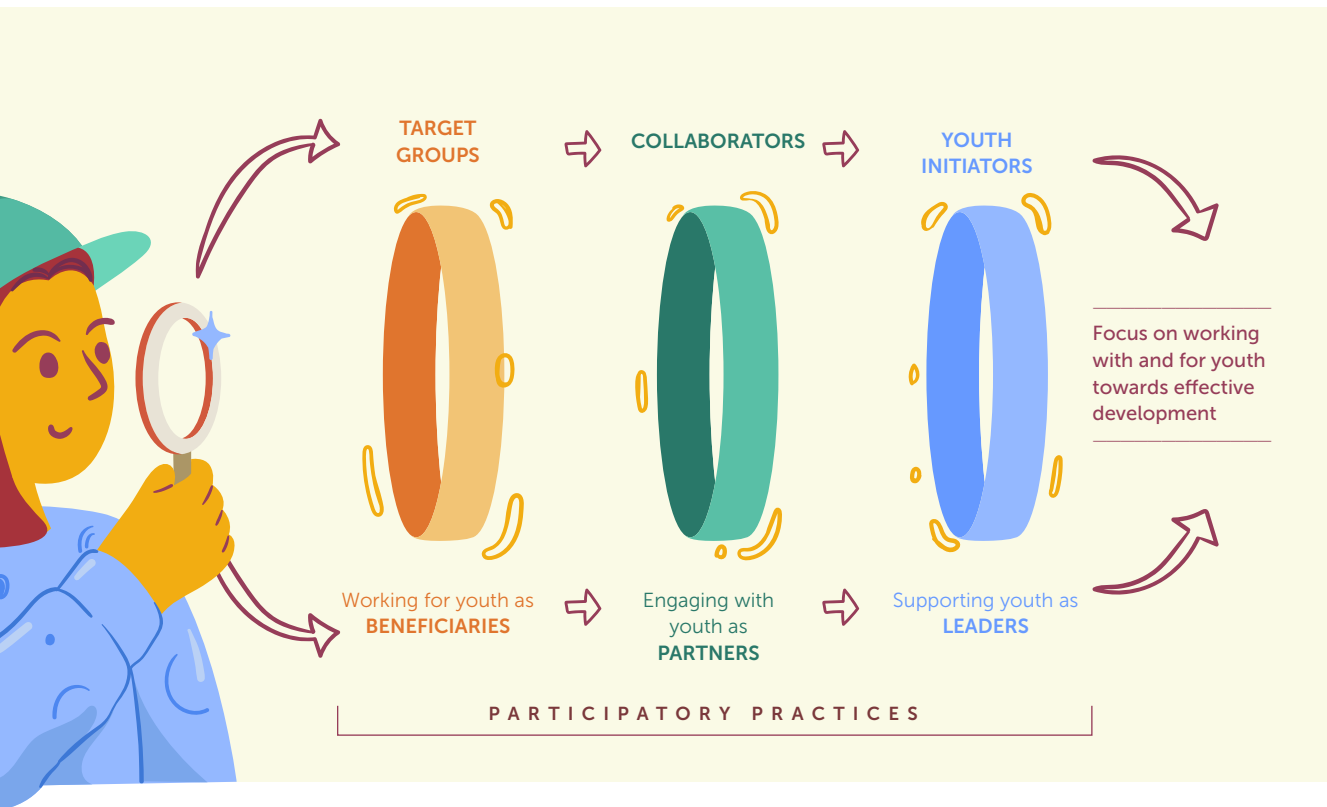 TARGET
GROUPS
COLLABORATORS
YOUTH
INITIATORS
Focus on working
with and for youth
towards effective
development
Working for youth as
BENEFICIARIES
Engaging with
youth as
PARTNERS
Supporting youth as
LEADERS
PARTICIPATORY PRACTICES